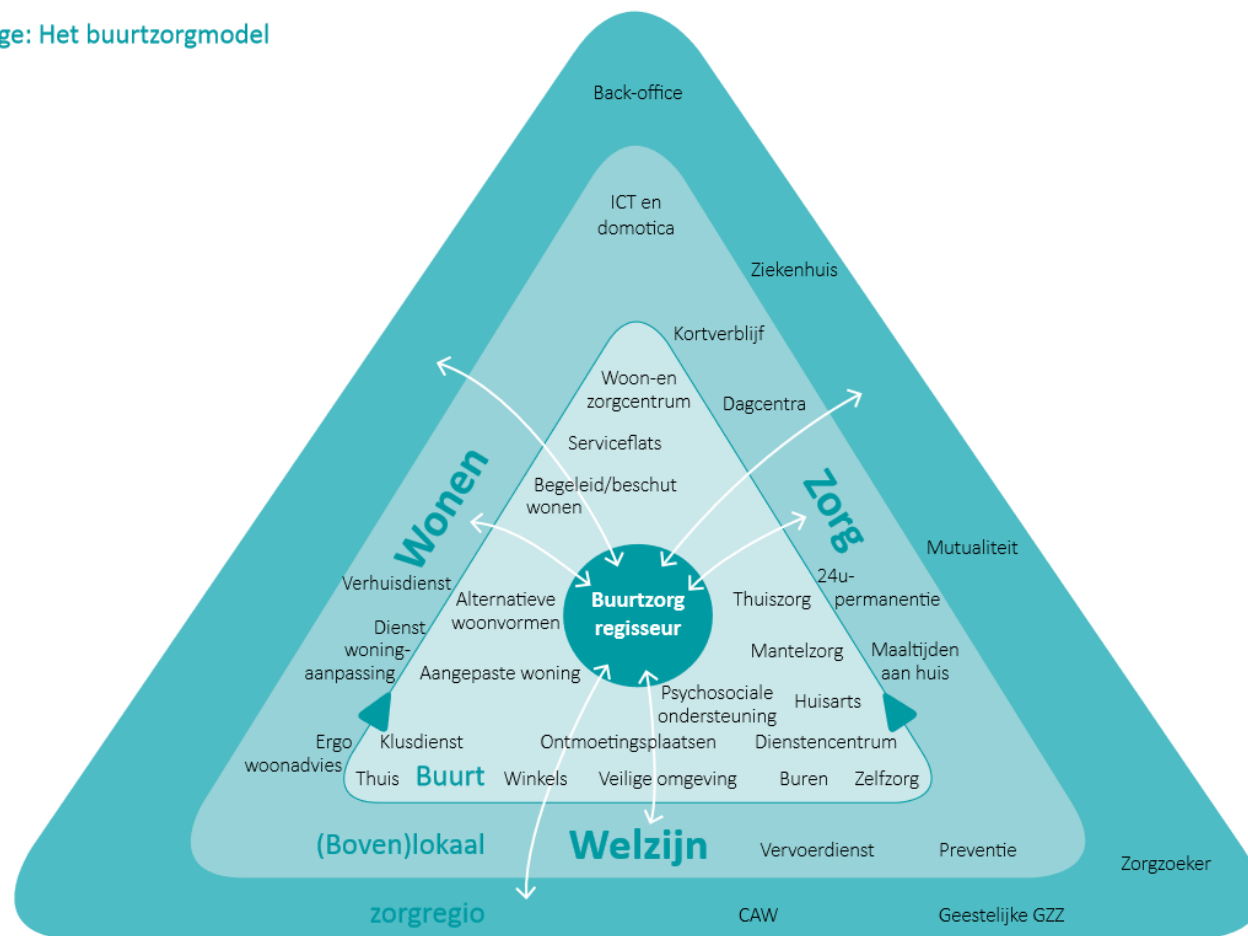 ge: Het buurtzorgmodel
Back-office
ICT en
domotica
Ziekenhuis
Kortverblijf
Woon-en
zorgcentrum
Dagcentra
Serviceflats
Begeleid/beschut
wonen
Wonen
Zorg
Mutualiteit
Verhuisdienst
Alternatieve
woonvormen
Buurtzorg
regisseur
Thuiszorg
24u-
permanentie
Dienst
woning-
aanpassing
Aangepaste woning
Mantelzorg
Maaltijden
aan huis
Psychosociale
ondersteuning
Huisarts
Ergo
woonadvies
Klusdienst
Ontmoetingsplaatsen
Dienstencentrum
Thuis
Buurt
Winkels
Veilige omgeving
Buren
Zelfzorg
(Boven)lokaal
Welzijn
Vervoerdienst
Preventie
Zorgzoeker
zorgregio
CAW
Geestelijke GZZ